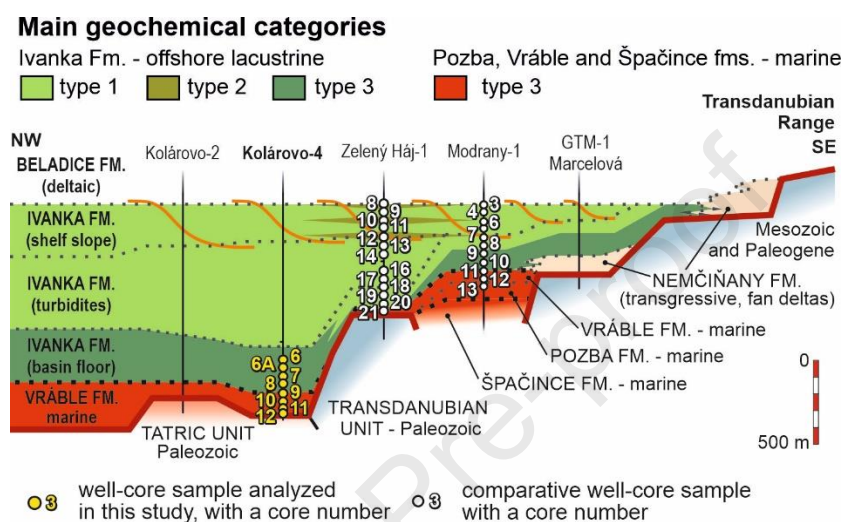 Main geochemical categories
Ivanka Fm. - offshore lacustrine
Pozba, Vráble and Špačince fms. - marine
type 1
type 2
type 3
type 3
Transdanubian
Range
NW
SE
Kolárovo-2
Kolárovo-4
Zelený Háj-1
Modrany-1
GTM-1
Marcelová
BELADICE FM.
(deltaic)
IVANKA FM.
(shelf slope)
IVANKA FM.
(turbidites)
IVANKA FM.
(basin floor)
VRÁBLE FM.
marine
8
9
10
11
12
13
14
16
17
18
19
20
21
3
4
6
7
8
9
10
11
12
13
6
6A
7
8
9
10
11
12
Mesozoic
and Paleogene
NEMČIŇANY FM.
(transgressive, fan deltas)
VRÁBLE FM. - marine
POZBA FM. - marine
ŠPAČINCE FM. - marine
TATRIC UNIT
Paleozoic
TRANSDANUBIAN
UNIT - Paleozoic
0
500 m
Pre-proof
3 well-core sample analyzed
in this study, with a core number
3 comparative well-core sample
with a core number